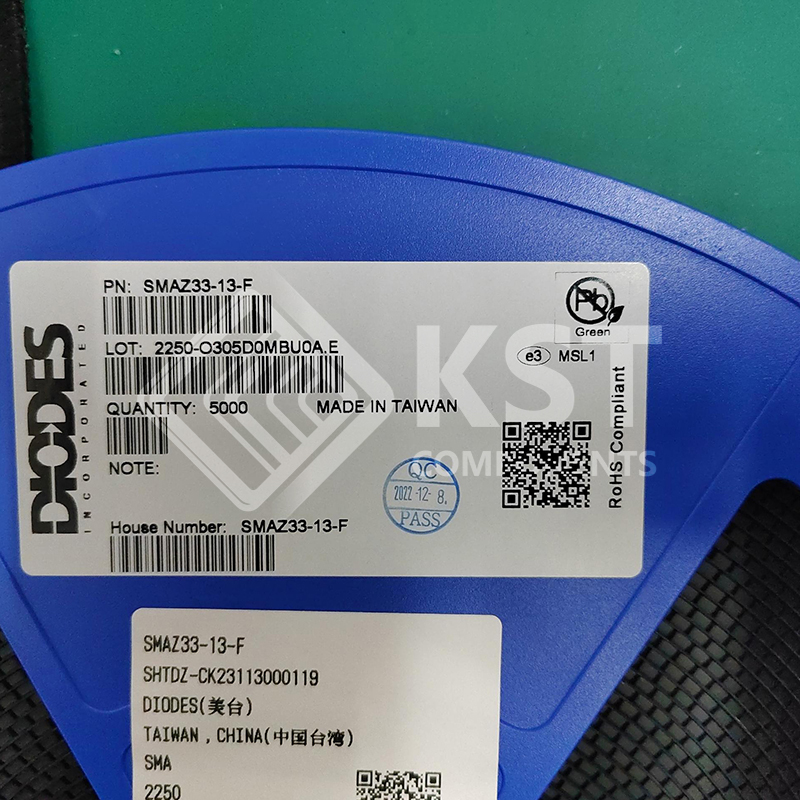 PN: SMAZ33-13-F
Pb
Green
LOT: 2250-O305D0MBU0A.E
e3 MSL1
QUANTITY: 5000 MADE IN TAIWAN
NOTE:
QC
2022-12-8.
PASS
House Number: SMAZ33-13-F
DIODES
INCORPORATED
RoHS Compliant
KST
COMPONENTS
SMAZ33-13-F
SHTDZ-CK23113000119
DIODES(美台)
TAIWAN,CHINA(中国台湾)
SMA
2250